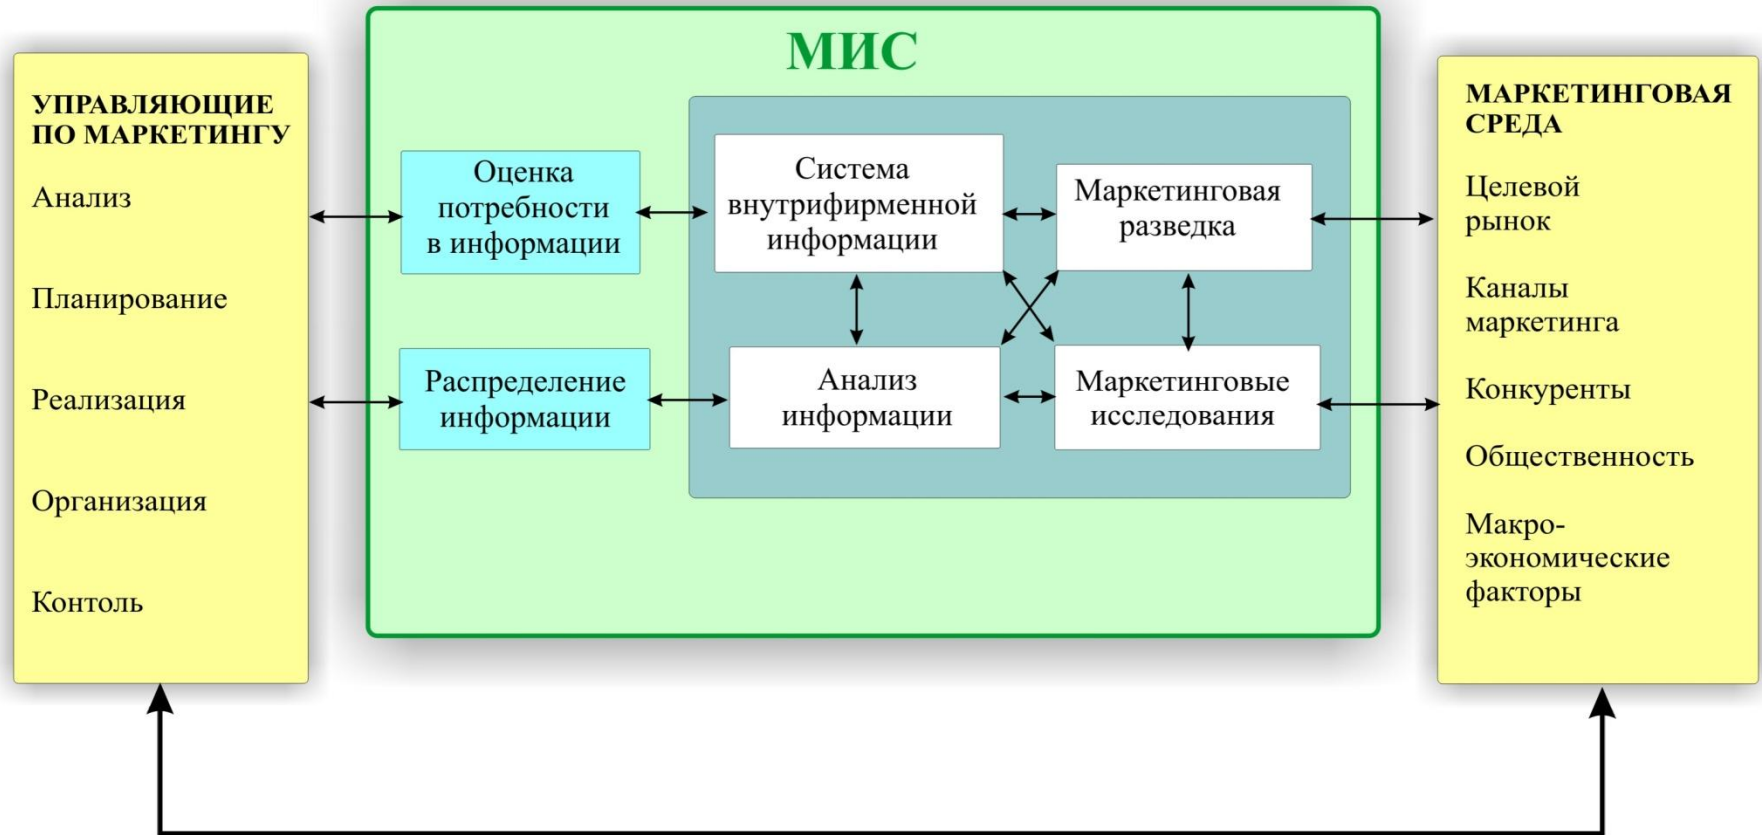 МИС
УПРАВЛЯЮЩИЕ
ПО МАРКЕТИНГУ
Анализ
Планирование
Реализация
Организация
Контоль
Оценка
потребности
в информации
Распределение
информации
Система
внутрифирменной
информации
Маркетинговая
разведка
Анализ
информации
Маркетинговые
исследования
МАРКЕТИНГОВАЯ
СРЕДА
Целевой
рынок
Каналы
маркетинга
Конкуренты
Общественность
Макро-
экономические
факторы